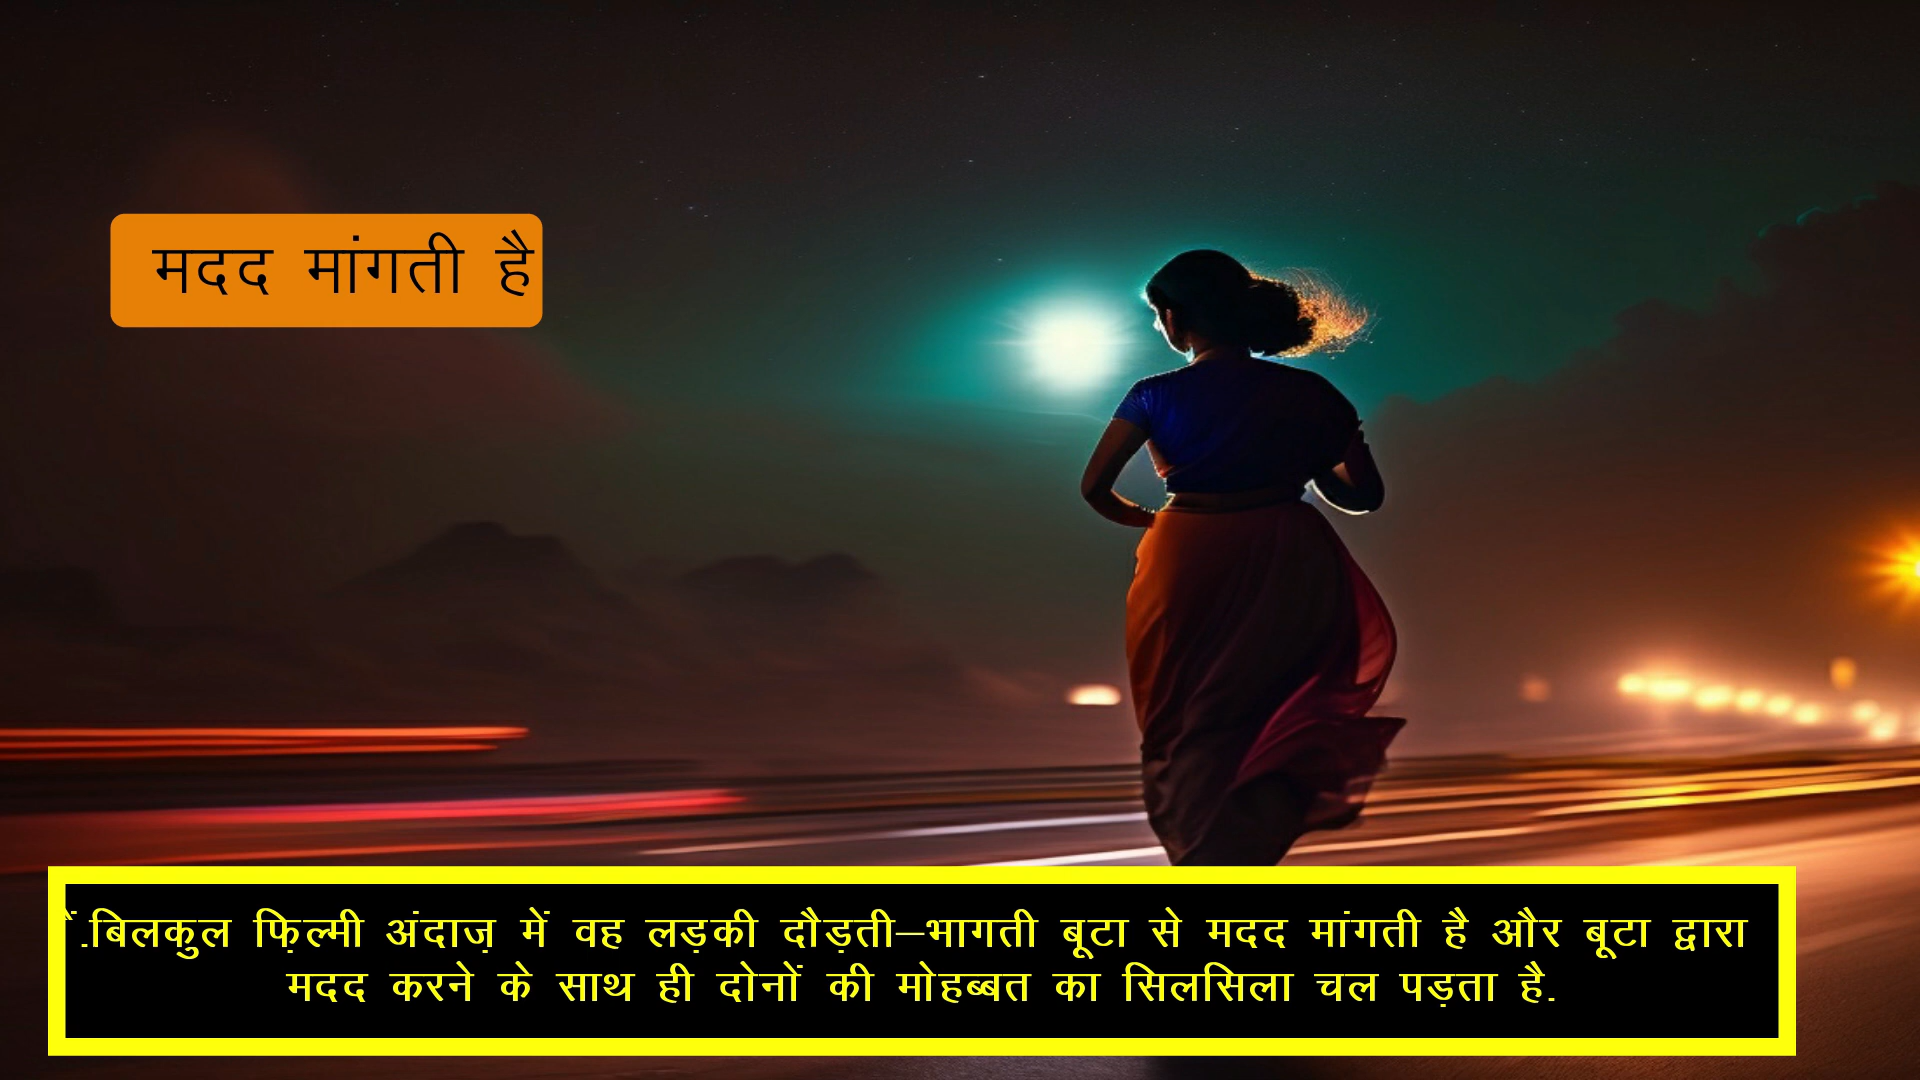 मदद मांगती है
.बिलकुल फ़िल्मी अंदाज़ में वह लड़की दौड़ती–भागती बूटा से मदद मांगती है और बूटा द्वारा
मदद करने के साथ ही दोनों की मोहब्बत का सिलसिला चल पड़ता है.